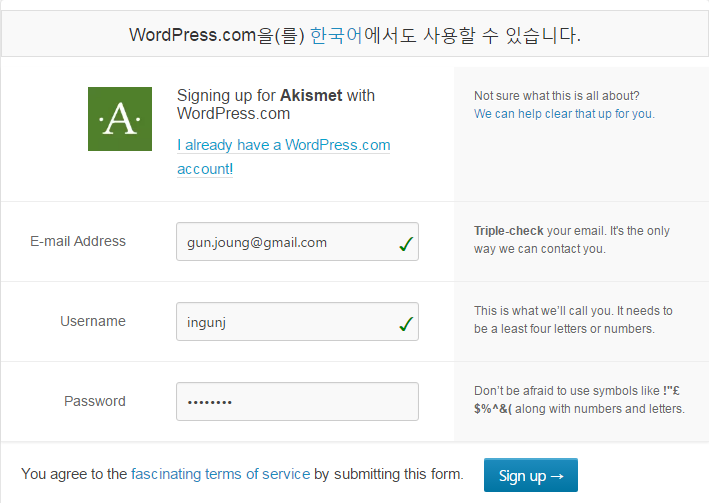 WordPress.com을(를) 한국어에서도 사용할 수 있습니다.
·A·
Signing up for Akismet with
WordPress.com
I already have a WordPress.com
account!
Not sure what this is all about?
We can help clear that up for you.
E-mail Address
gun.joung@gmail.com
Triple-check your email. It's the only
way we can contact you.
Username
ingunj
This is what we'll call you. It needs to
be a least four letters or numbers.
Password
••••••••
Don't be afraid to use symbols like !"£
$%^&( along with numbers and letters.
You agree to the fascinating terms of service by submitting this form.
Sign up →